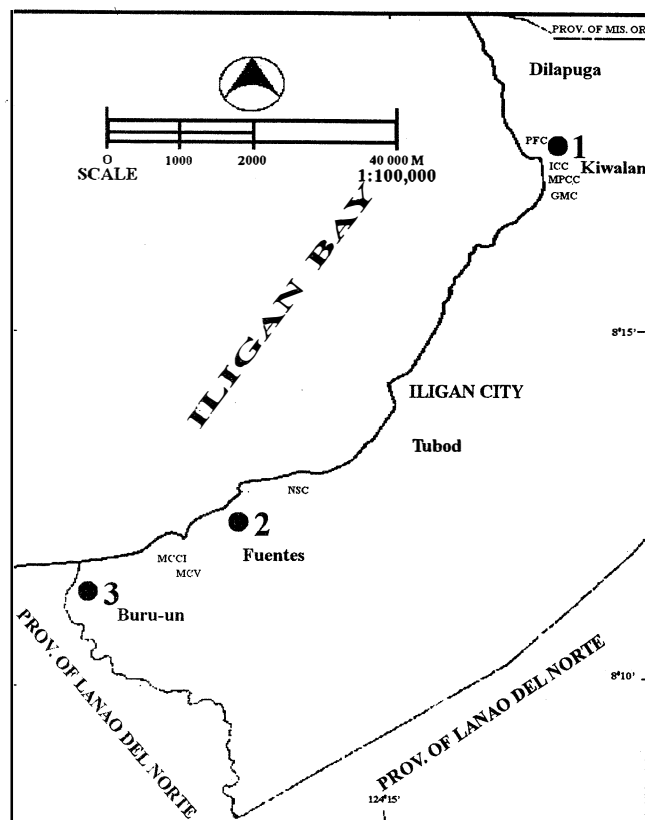 PROV. OF MIS. OR
Dilapuga
PFC
1
ICC
Kiwalan
MPCC
GMC
O 1000 2000 40 000 M
SCALE
1:100,000
ILIGAN BAY
8°15'
ILIGAN CITY
Tubod
NSC
2
Fuentes
MCCI
MCV
3
Buru-un
8°10'
PROV. OF LANAO DEL NORTE
PROV. OF LANAO DEL NORTE
124°15'